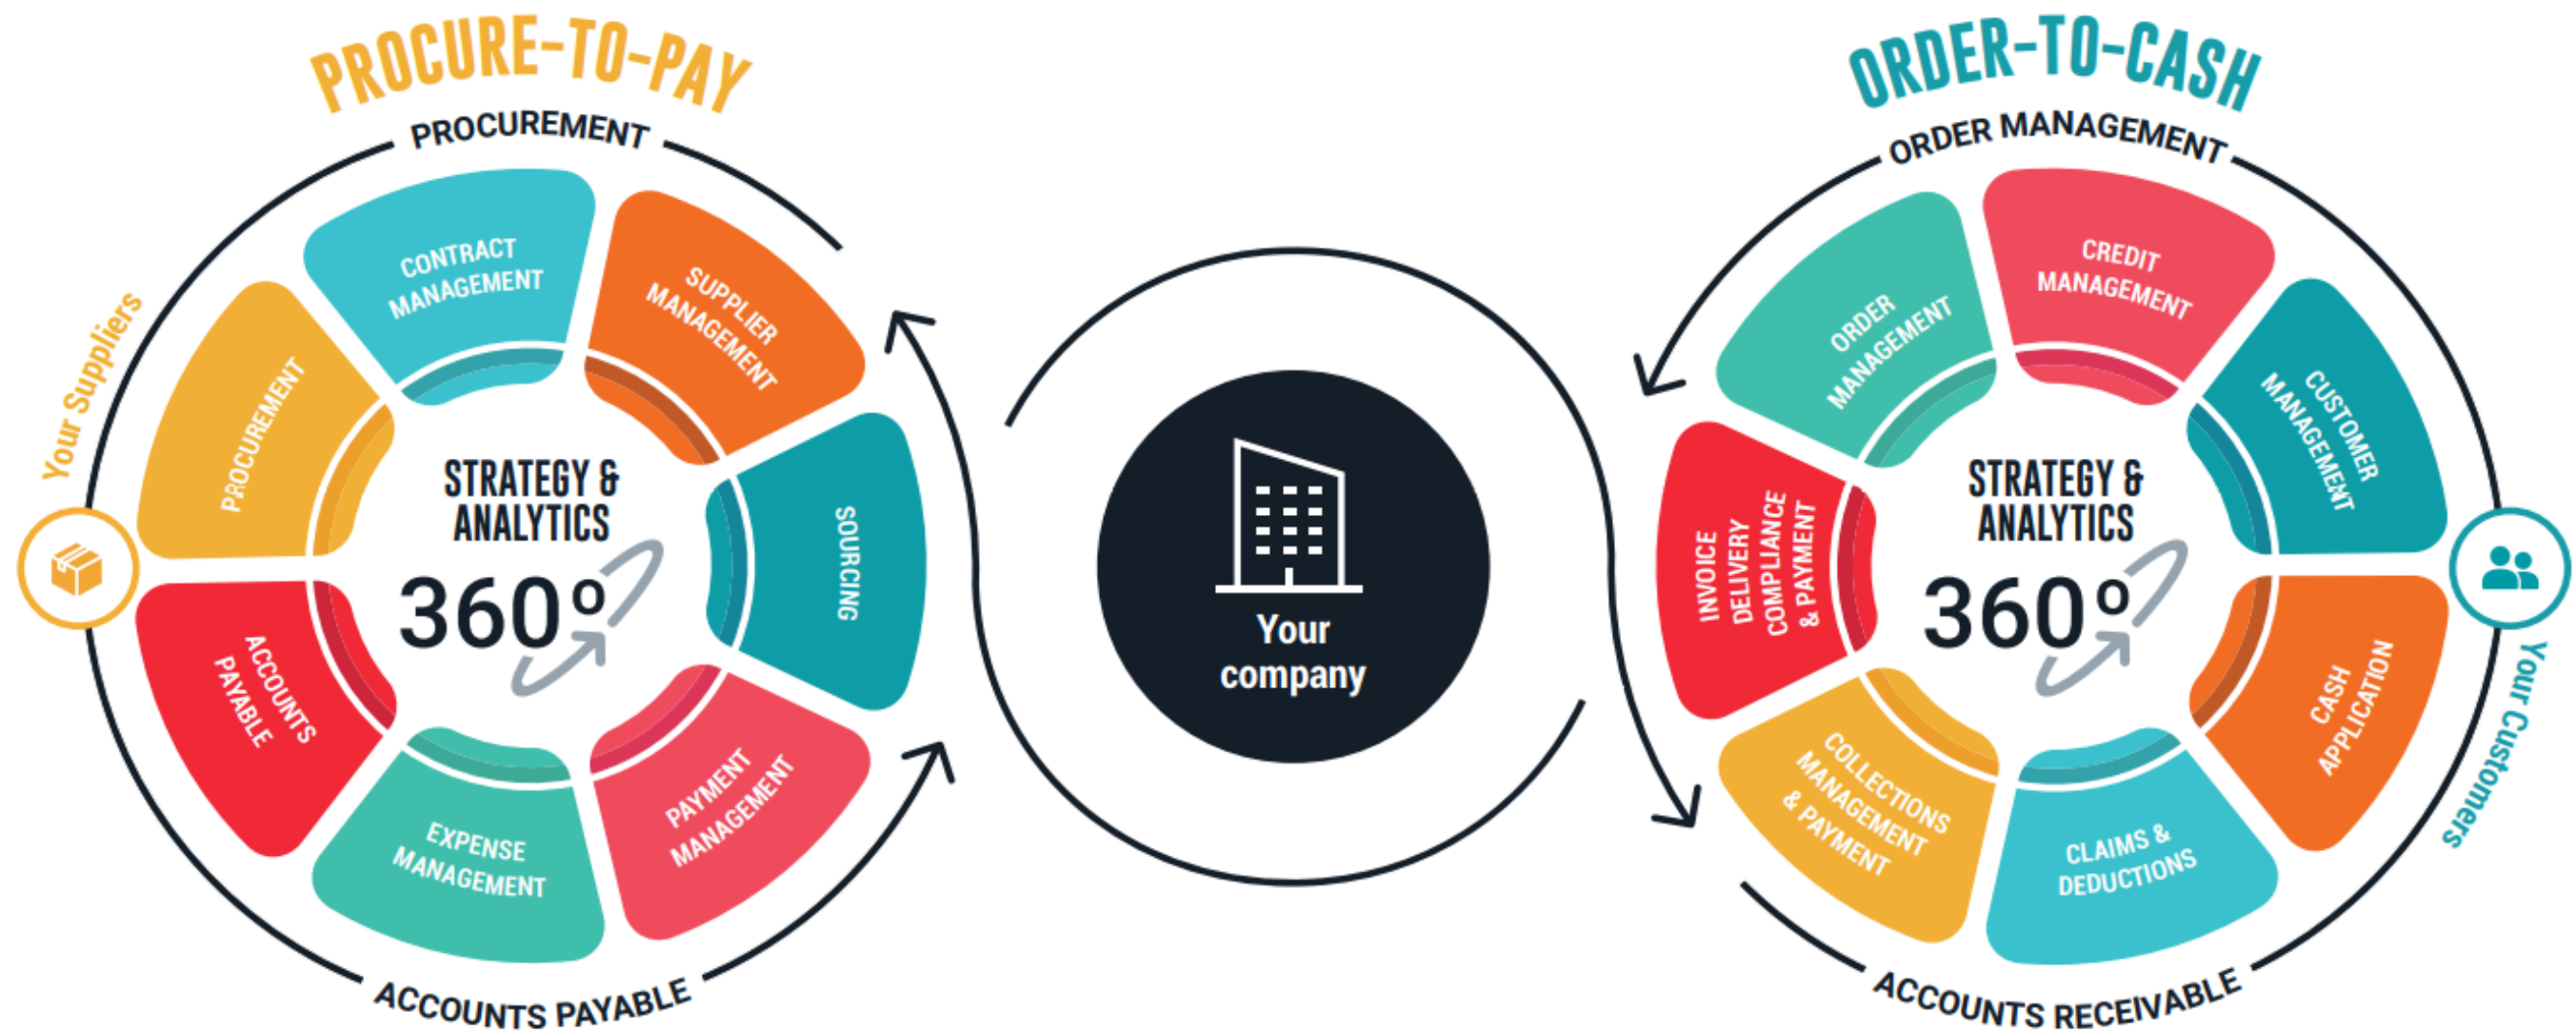 PROCURE-TO-PAY
PROCUREMENT
Your Suppliers
CONTRACT
MANAGEMENT
SUPPLIER
MANAGEMENT
PROCUREMENT
SOURCING
STRATEGY &
ANALYTICS
360º
ACCOUNTS
PAYABLE
EXPENSE
MANAGEMENT
PAYMENT
MANAGEMENT
ACCOUNTS PAYABLE
Your
company
ORDER-TO-CASH
ORDER MANAGEMENT
ORDER
MANAGEMENT
CREDIT
MANAGEMENT
CUSTOMER
MANAGEMENT
INVOICE
DELIVERY
COMPLIANCE
& PAYMENT
STRATEGY &
ANALYTICS
360º
CASH
APPLICATION
COLLECTIONS
MANAGEMENT
& PAYMENT
CLAIMS &
DEDUCTIONS
Your Customers
ACCOUNTS RECEIVABLE